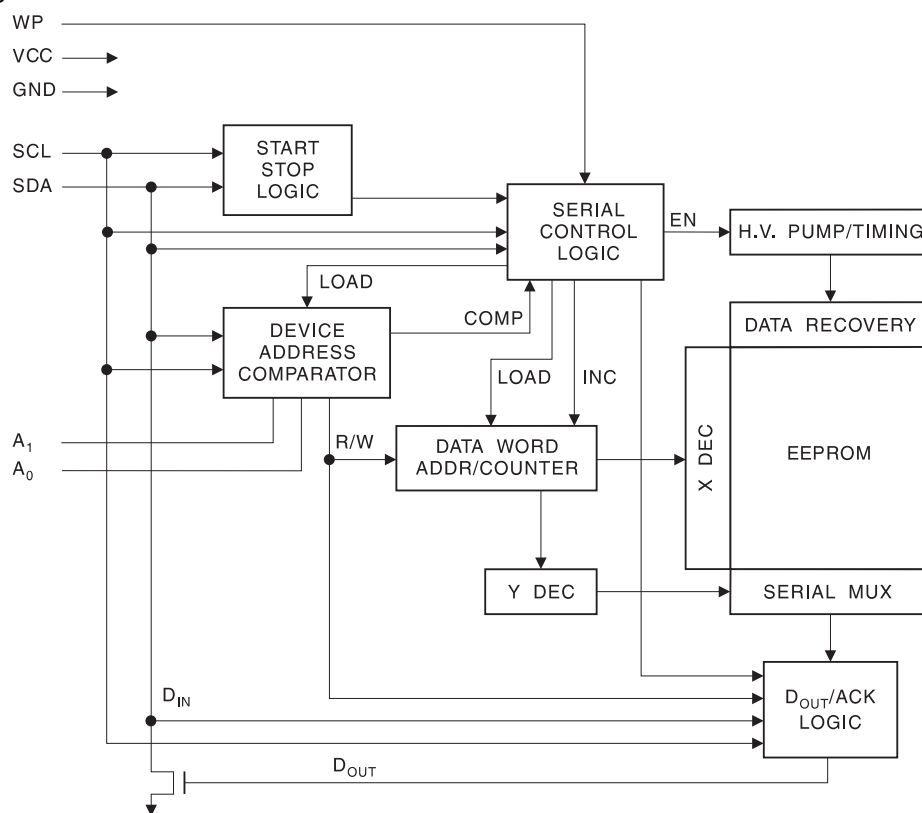 WP
VCC
GND
SCL
SDA
START
STOP
LOGIC
SERIAL
CONTROL
LOGIC
EN
H.V. PUMP/TIMING
LOAD
COMP
DATA RECOVERY
DEVICE
ADDRESS
COMPARATOR
LOAD
INC
A1
A0
R/W
DATA WORD
ADDR/COUNTER
X DEC
EEPROM
Y DEC
SERIAL MUX
DIN
DOUT/ACK
LOGIC
DOUT